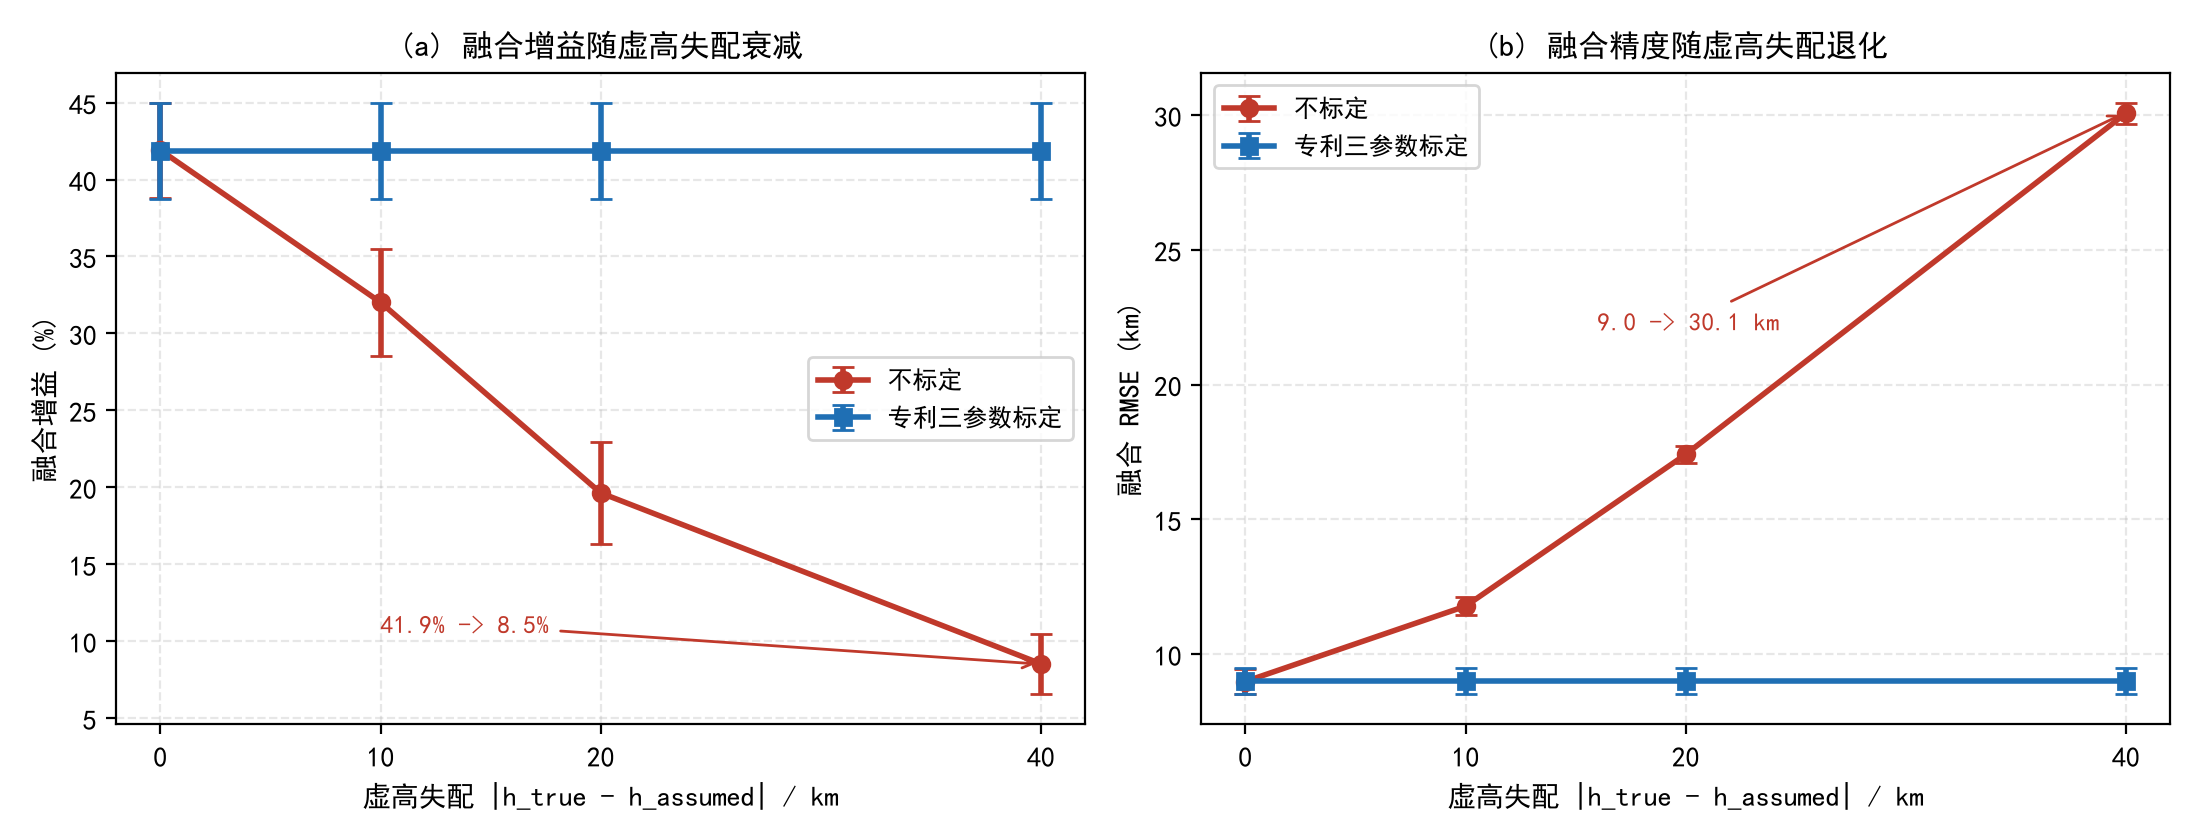 (a) 融合增益随虚高失配衰减
融合增益 (%)
45
40
35
30
25
20
15
10
5
不标定
专利三参数标定
41.9% -> 8.5%
0
10
20
40
虚高失配 |h_true - h_assumed| / km
(b) 融合精度随虚高失配退化
融合 RMSE (km)
30
25
20
15
10
不标定
专利三参数标定
9.0 -> 30.1 km
0
10
20
40
虚高失配 |h_true - h_assumed| / km